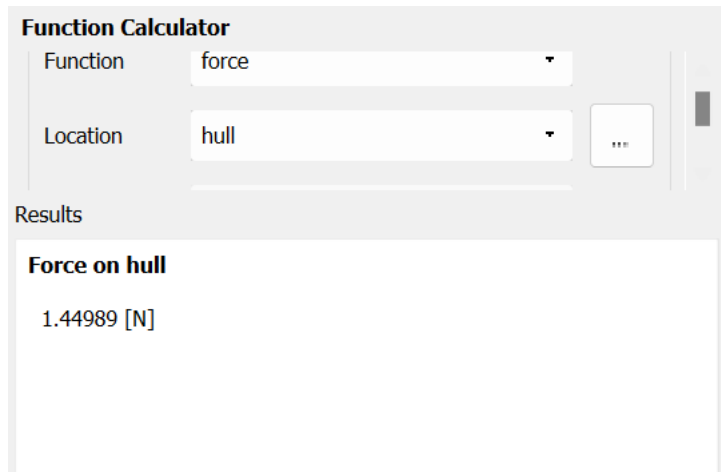 Function Calculator
Function force
Location hull ...
Results
Force on hull
1.44989 [N]